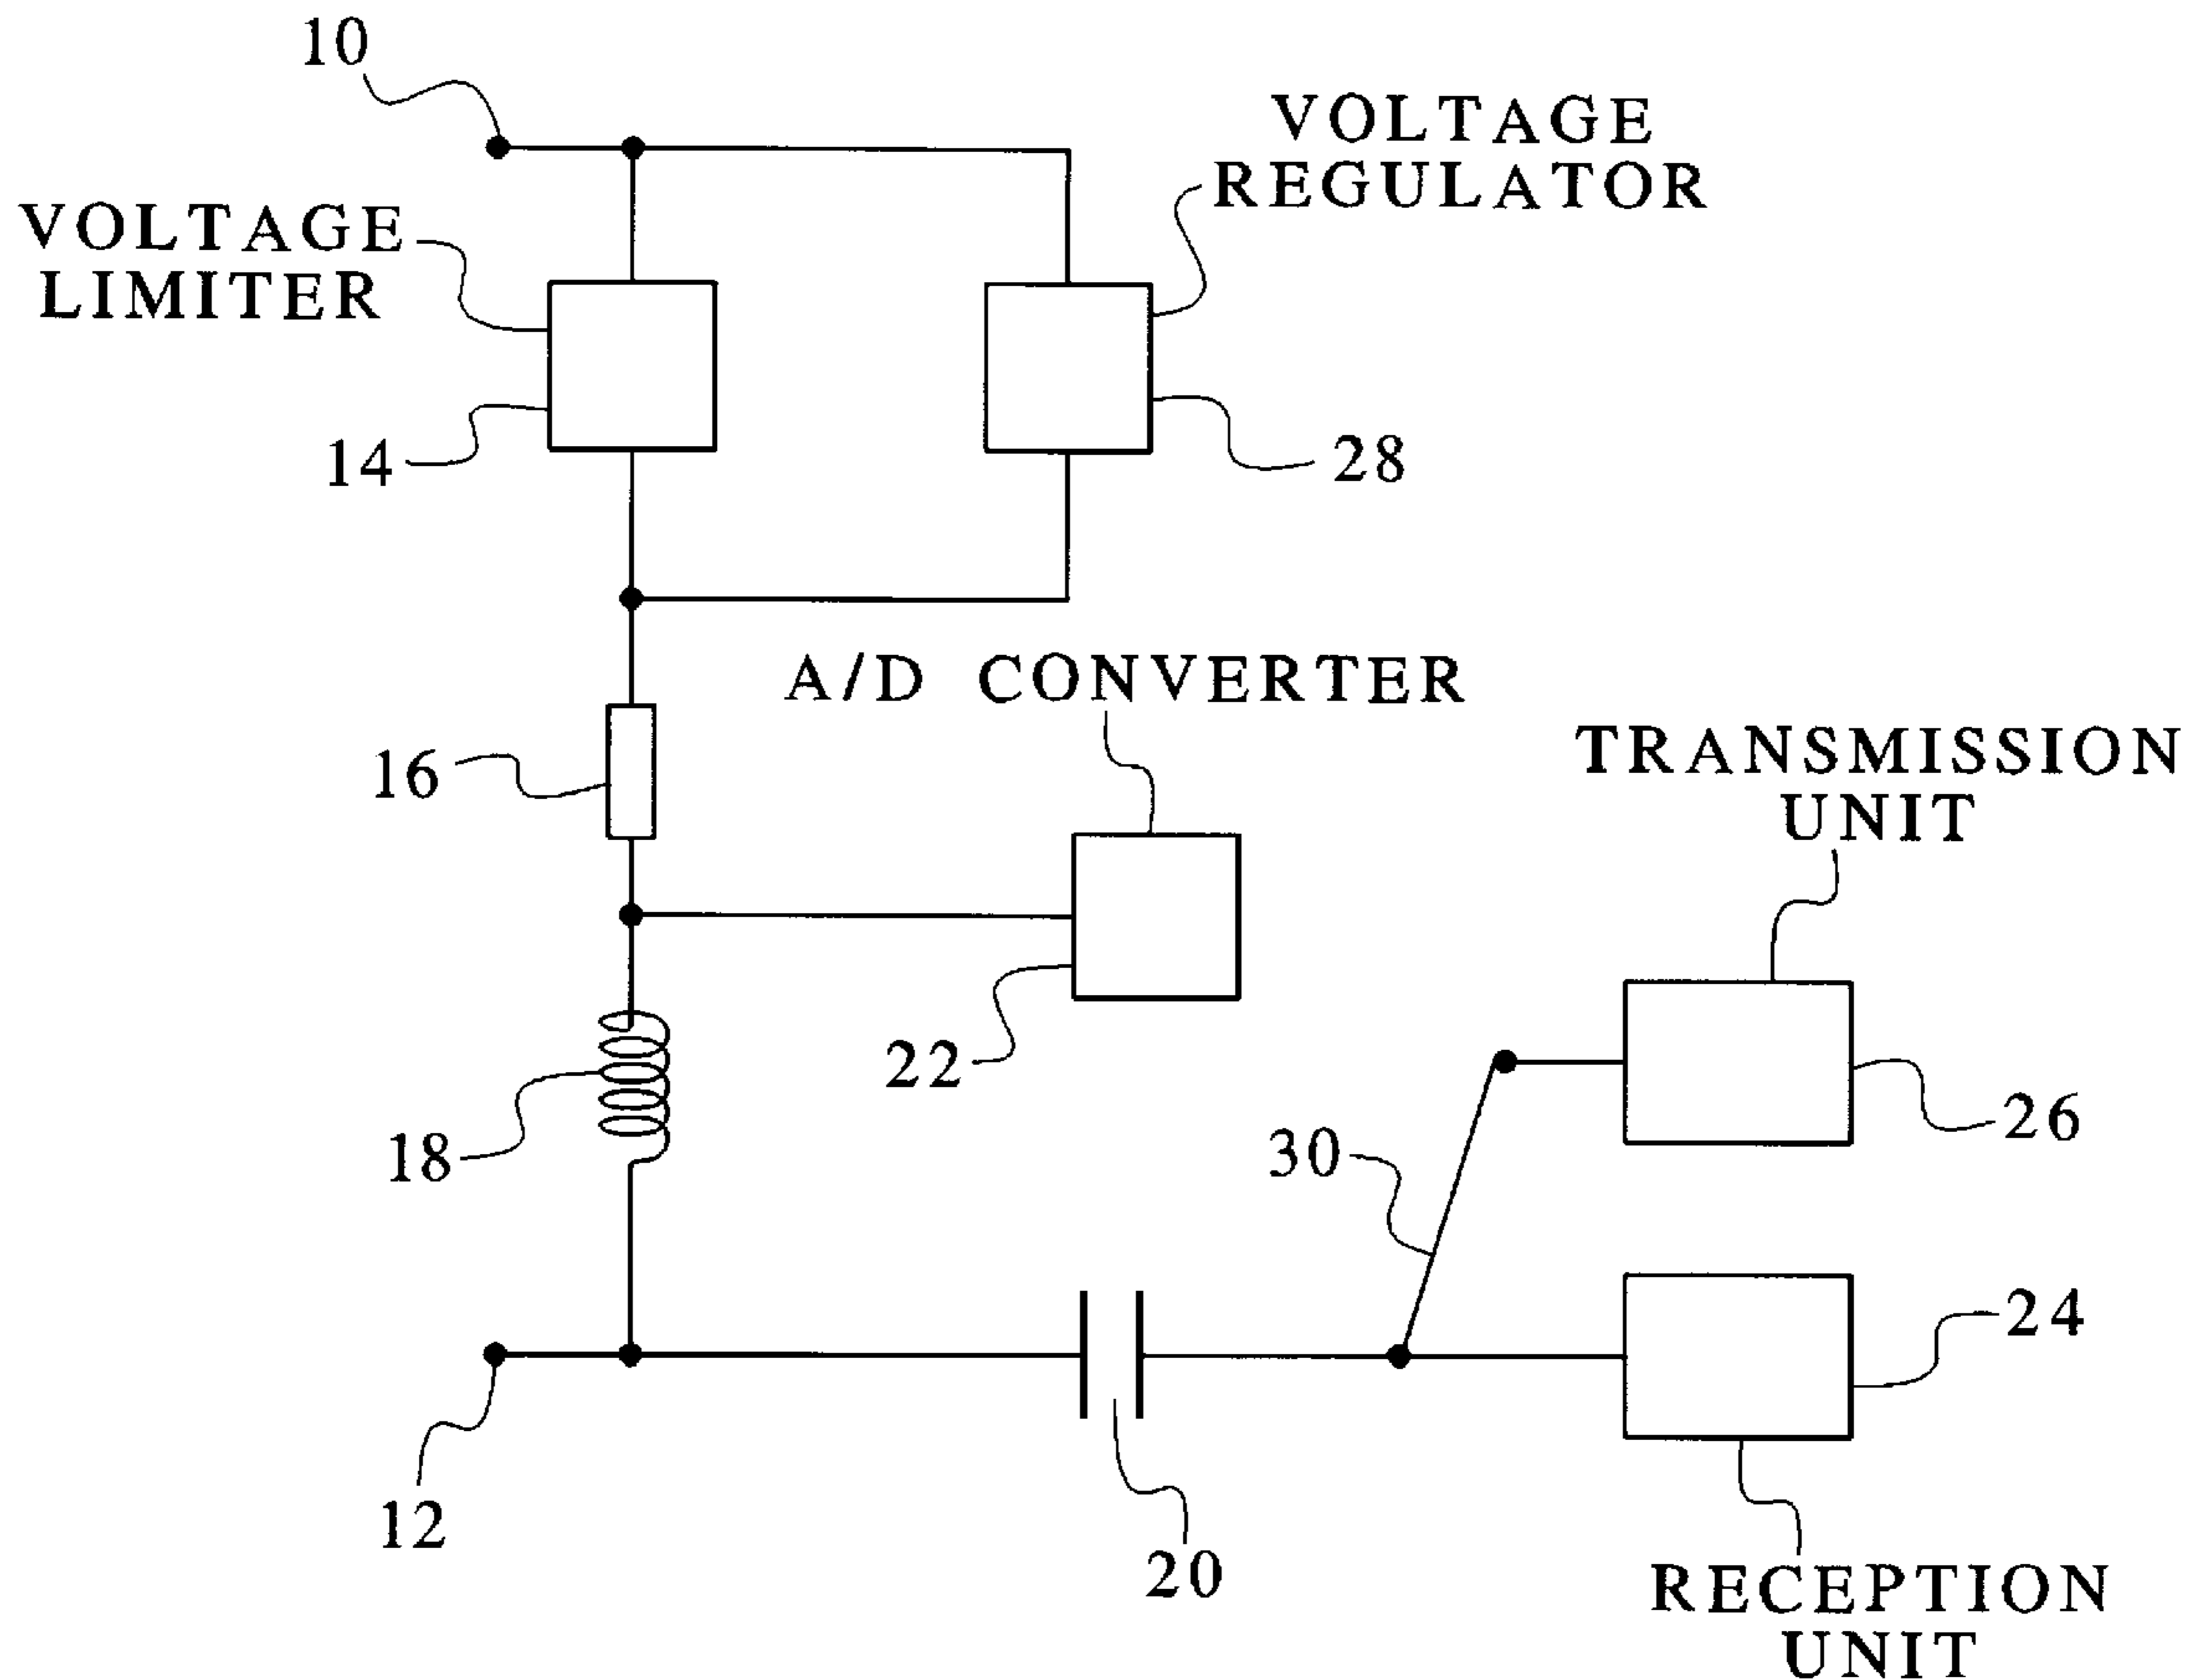 10
VOLTAGE
REGULATOR
VOLTAGE
LIMITER
14
28
A/D CONVERTER
16
TRANSMISSION
UNIT
22
26
18
30
24
12
20
RECEPTION
UNIT